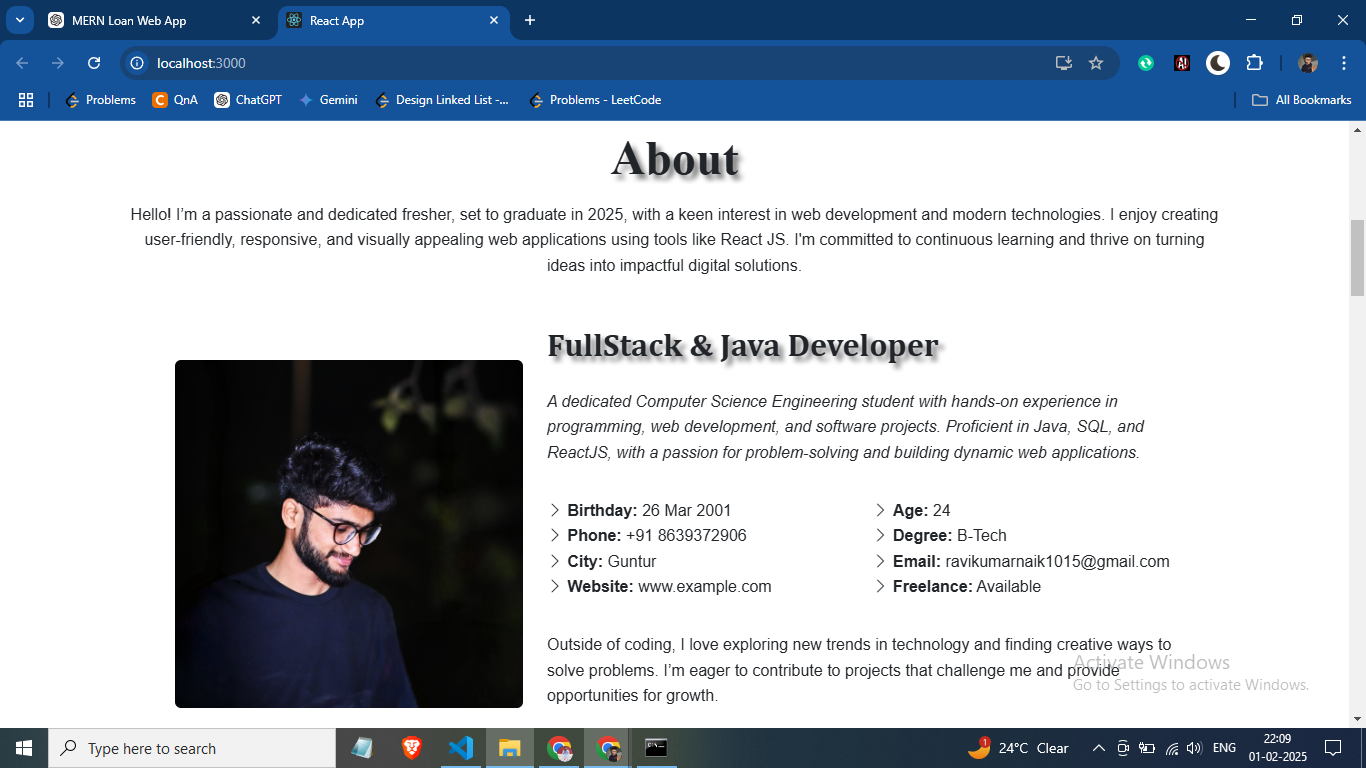 MERN Loan Web App
React App
localhost:3000
Problems
QnA
ChatGPT
Gemini
Design Linked List -...
Problems - LeetCode
All Bookmarks
About
Hello! I’m a passionate and dedicated fresher, set to graduate in 2025, with a keen interest in web development and modern technologies. I enjoy creating
user-friendly, responsive, and visually appealing web applications using tools like React JS. I'm committed to continuous learning and thrive on turning
ideas into impactful digital solutions.
FullStack & Java Developer
A dedicated Computer Science Engineering student with hands-on experience in
programming, web development, and software projects. Proficient in Java, SQL, and
ReactJS, with a passion for problem-solving and building dynamic web applications.
Birthday: 26 Mar 2001
Phone: +91 8639372906
City: Guntur
Website: www.example.com
Age: 24
Degree: B-Tech
Email: ravikumarnaik1015@gmail.com
Freelance: Available
Outside of coding, I love exploring new trends in technology and finding creative ways to
solve problems. I’m eager to contribute to projects that challenge me and provide
opportunities for growth.
Activate Windows
Go to Settings to activate Windows.
Type here to search
1
24°C Clear
ENG
22:09
01-02-2025